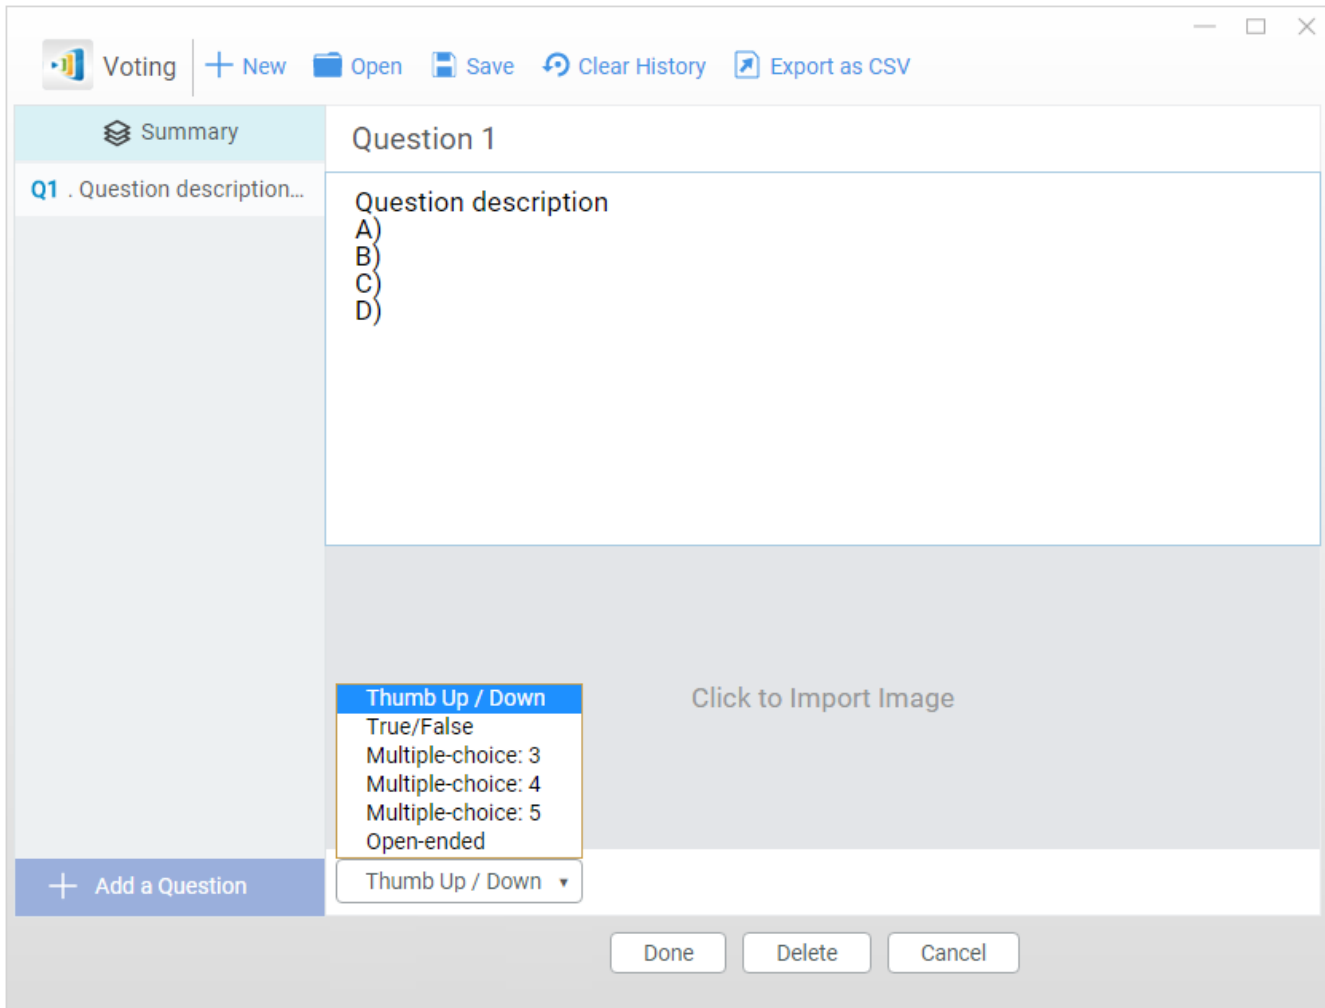 Voting
New
Open
Save
Clear History
Export as CSV
Summary
Question 1
Q1 . Question description...
Question description
A)
B)
C)
D)
Click to Import Image
Thumb Up / Down
True/False
Multiple-choice: 3
Multiple-choice: 4
Multiple-choice: 5
Open-ended
Add a Question
Thumb Up / Down
Done
Delete
Cancel